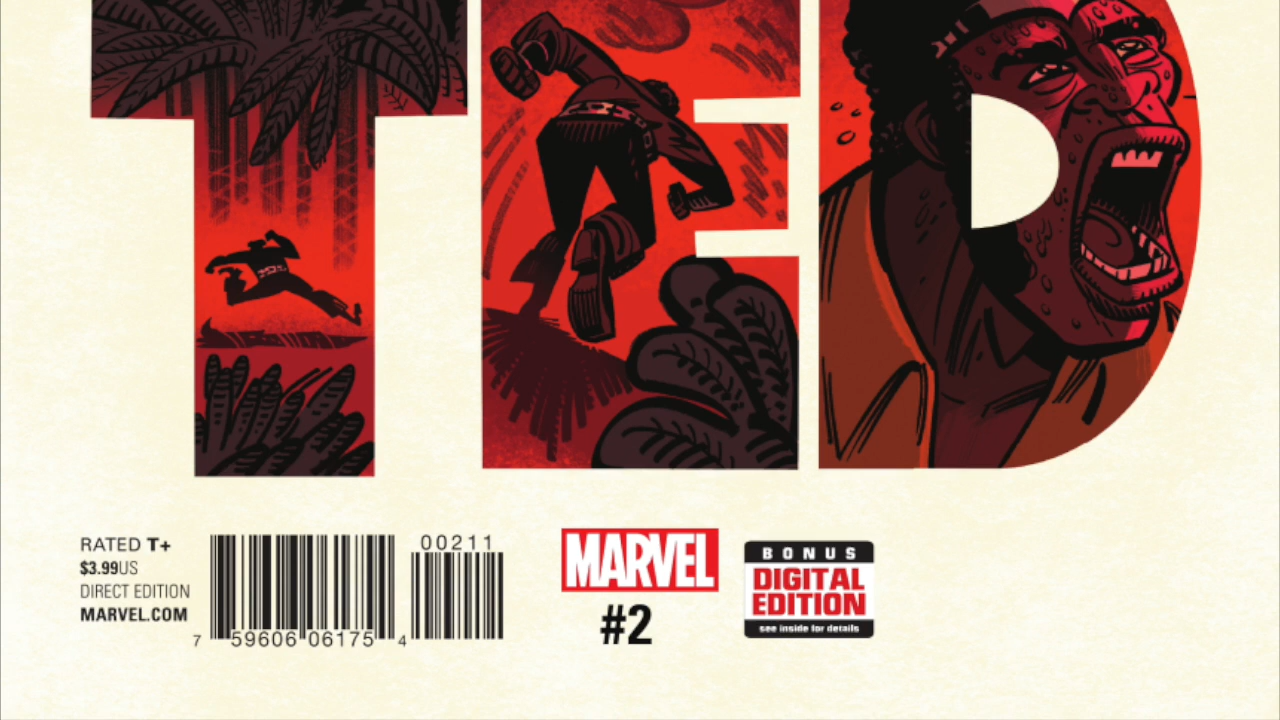 TED
RATED T+
$3.99US
DIRECT EDITION
MARVEL.COM
7 59606 06175 4
00211
MARVEL
#2
BONUS
DIGITAL
EDITION
see inside for details